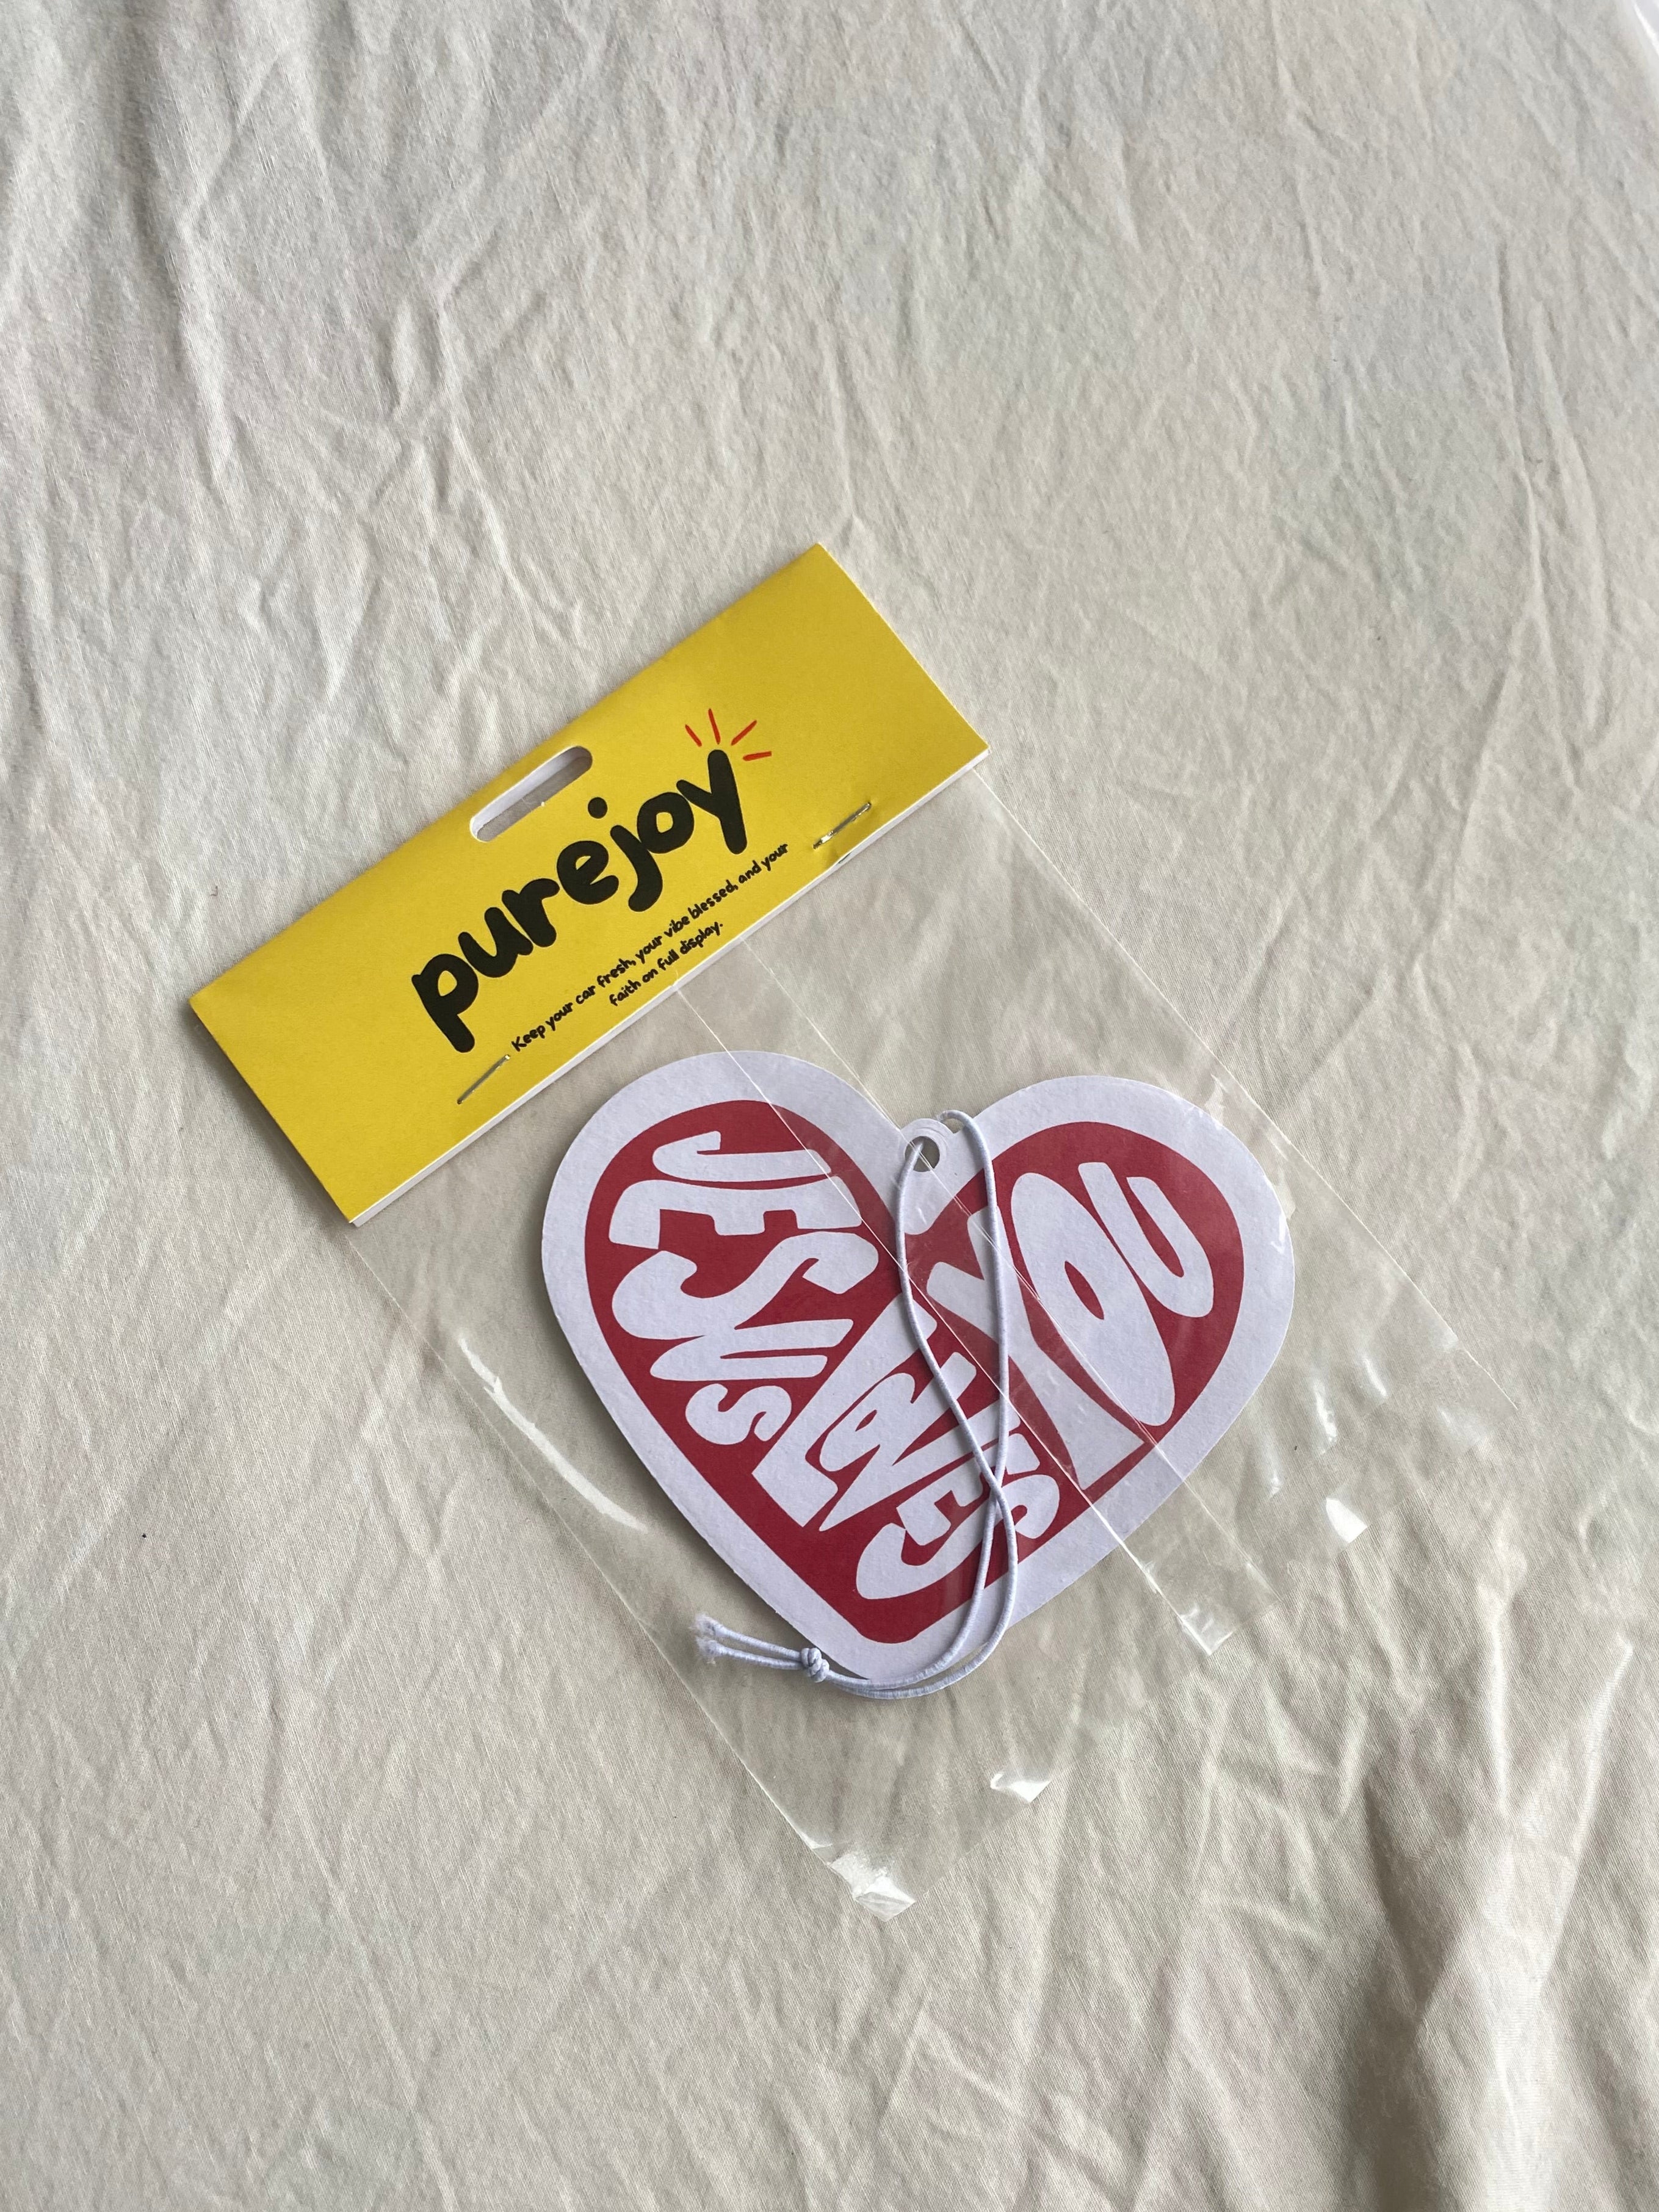 purejoy
Keep your car fresh, your vibe blessed, and your
faith on full display.
JESUS
LOVES
YOU